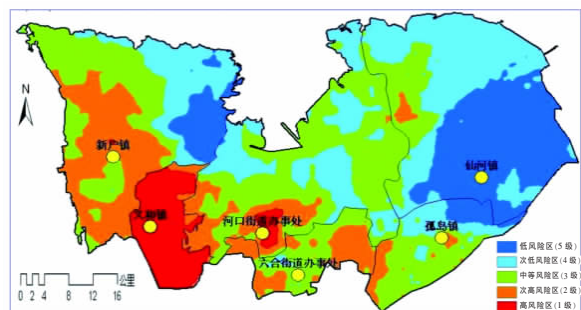 N
新户镇
义和镇
河口街道办事处
六合街道办事处
仙河镇
孤岛镇
公里
0 2 4 8 12 16
低风险区(5级)
次低风险区(4级)
中等风险区(3级)
次高风险区(2级)
高风险区(1级)